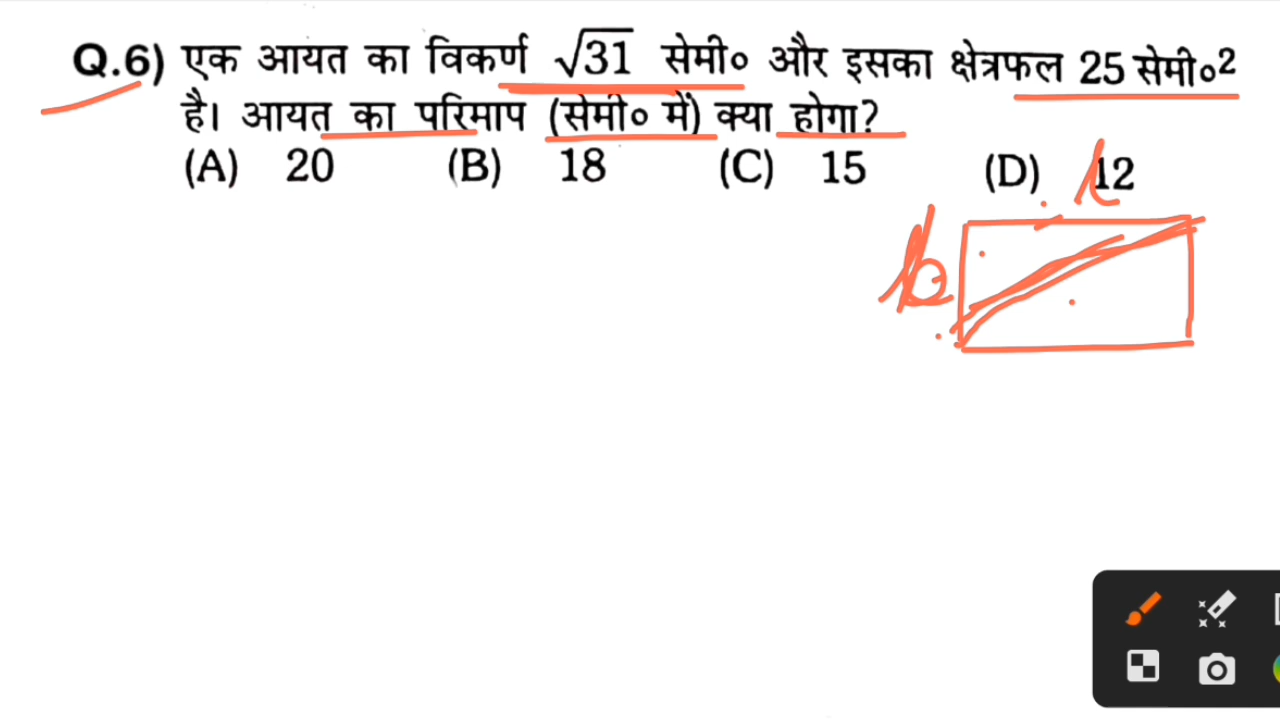 Q.6) एक आयत का विकर्ण √31 सेमी० और इसका क्षेत्रफल 25 सेमी०²
है। आयत का परिमाप (सेमी० में) क्या होगा?
(A) 20 (B) 18 (C) 15 (D) 12
l
b